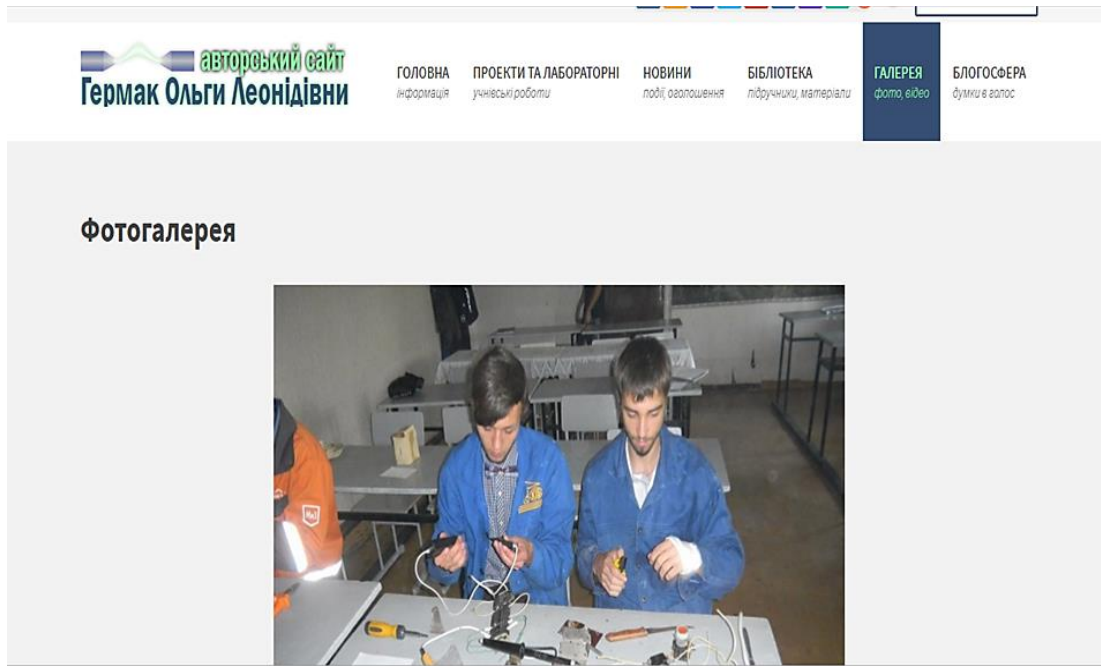 авторський сайт
Гермак Ольги Леонідівни
ГОЛОВНА
інформація
ПРОЕКТИ ТА ЛАБОРАТОРНІ
учнівські роботи
НОВИНИ
події, оголошення
БІБЛІОТЕКА
підручники, матеріали
ГАЛЕРЕЯ
фото, відео
БЛОГОСФЕРА
думки в голос
Фотогалерея